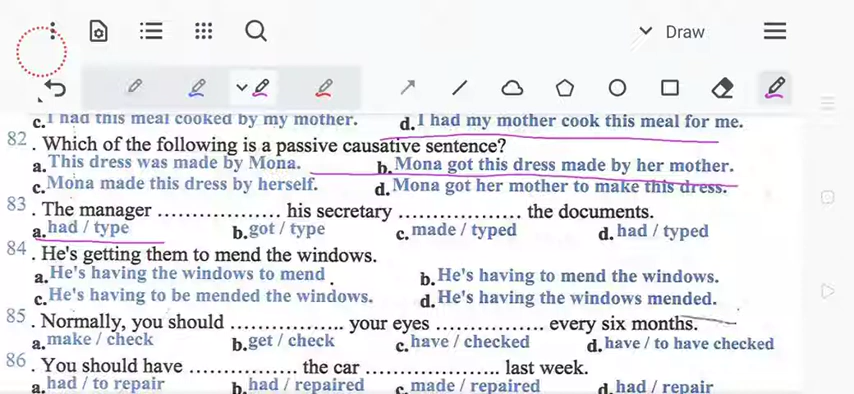 Draw
c. I had this meal cooked by my mother. d. I had my mother cook this meal for me.
82 . Which of the following is a passive causative sentence?
a. This dress was made by Mona. b. Mona got this dress made by her mother.
c. Mona made this dress by herself. d. Mona got her mother to make this dress.
83 . The manager .................. his secretary .................. the documents.
a. had / type b. got / type c. made / typed d. had / typed
84 . He's getting them to mend the windows.
a. He's having the windows to mend . b. He's having to mend the windows.
c. He's having to be mended the windows. d. He's having the windows mended.
85 . Normally, you should .................. your eyes .................. every six months.
a. make / check b. get / check c. have / checked d. have / to have checked
86 . You should have .................. the car .................. last week.
a. had / to repair b. had / repaired c. made / repaired d. had / repair